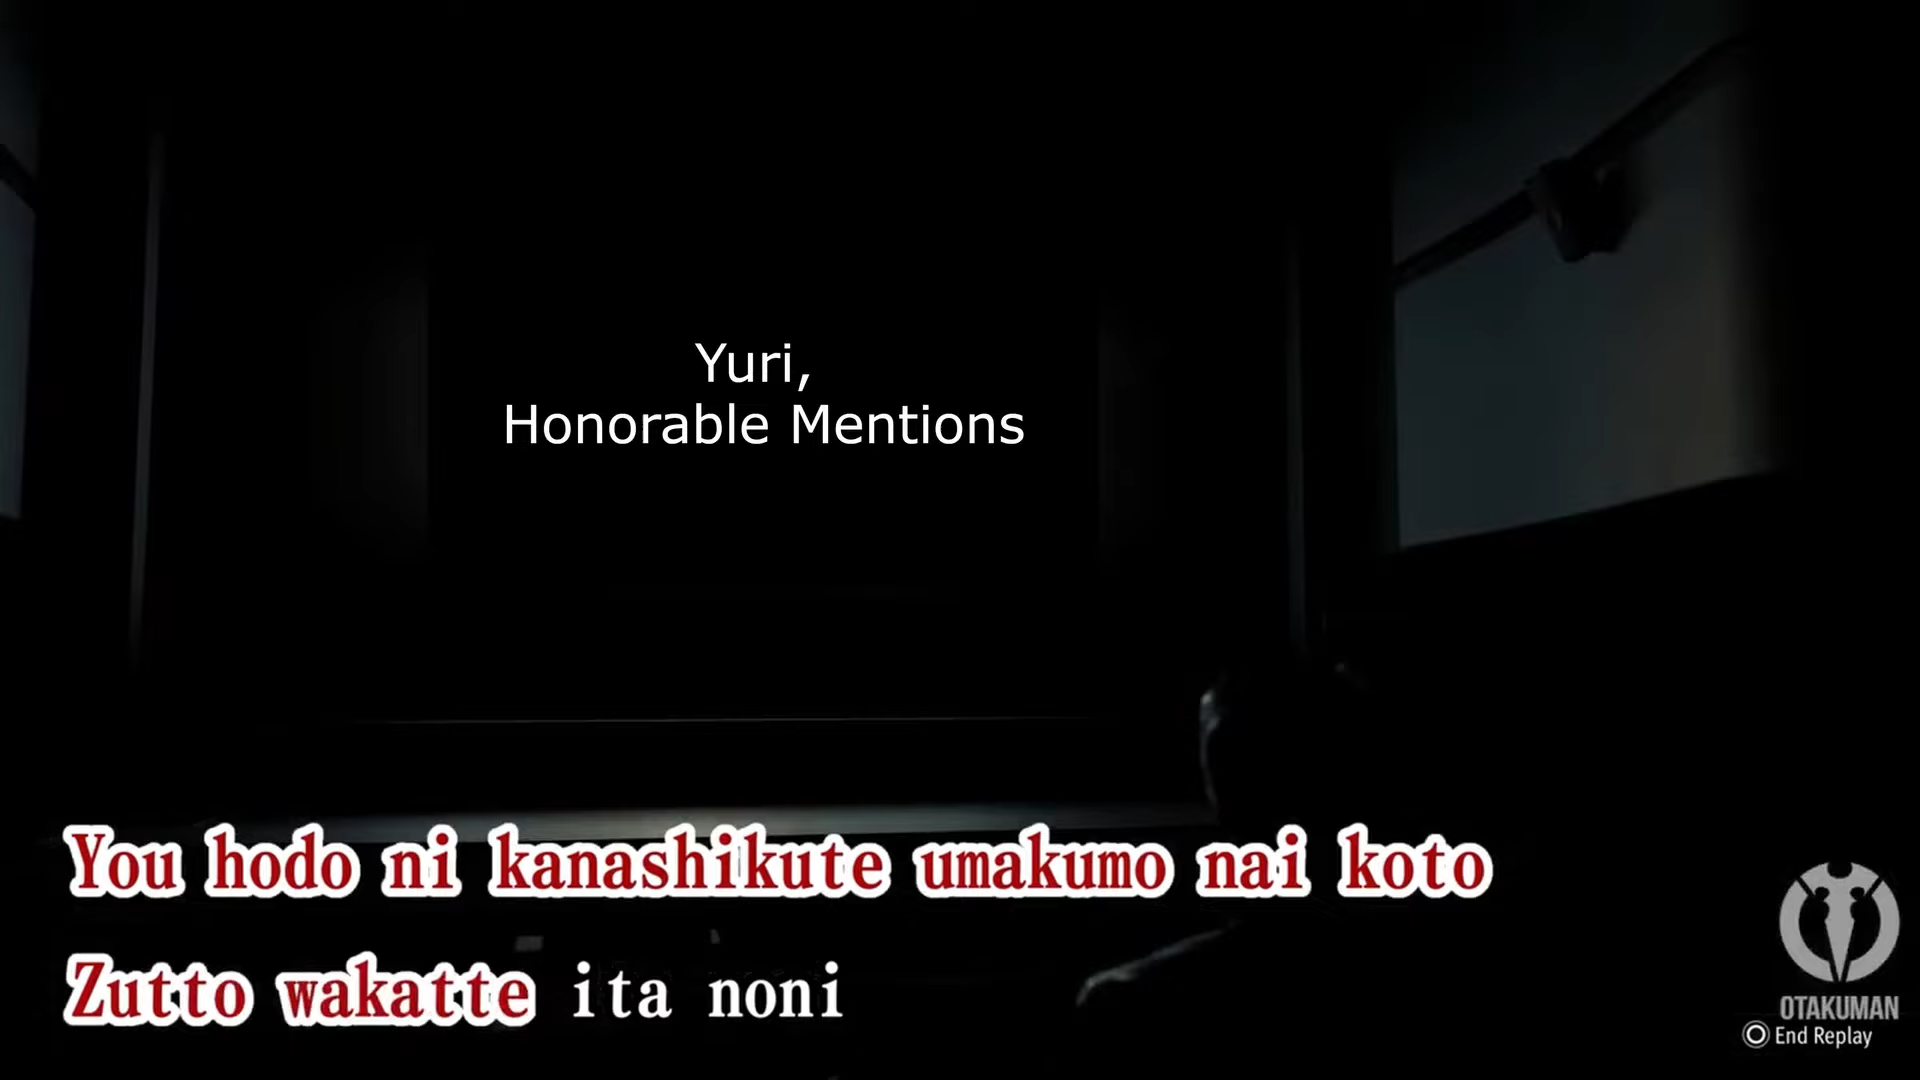 Yuri,
Honorable Mentions
You hodo ni kanashikute umakumo nai koto
Zutto wakatte ita noni
OTAKUMAN
End Replay